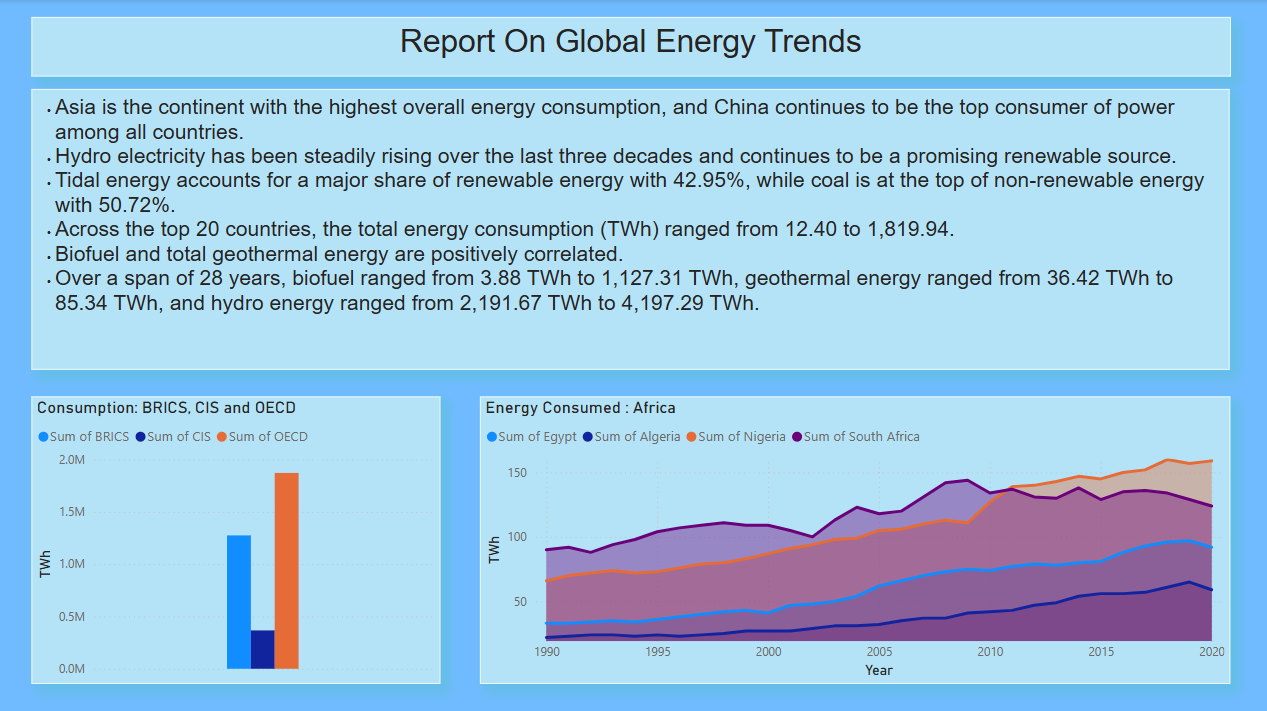 Report On Global Energy Trends
• Asia is the continent with the highest overall energy consumption, and China continues to be the top consumer of power
among all countries.
• Hydro electricity has been steadily rising over the last three decades and continues to be a promising renewable source.
• Tidal energy accounts for a major share of renewable energy with 42.95%, while coal is at the top of non-renewable energy
with 50.72%.
• Across the top 20 countries, the total energy consumption (TWh) ranged from 12.40 to 1,819.94.
• Biofuel and total geothermal energy are positively correlated.
• Over a span of 28 years, biofuel ranged from 3.88 TWh to 1,127.31 TWh, geothermal energy ranged from 36.42 TWh to
85.34 TWh, and hydro energy ranged from 2,191.67 TWh to 4,197.29 TWh.
Consumption: BRICS, CIS and OECD
Sum of BRICS Sum of CIS Sum of OECD
2.0M
1.5M
1.0M
0.5M
0.0M
TWh
Energy Consumed : Africa
Sum of Egypt Sum of Algeria Sum of Nigeria Sum of South Africa
150
100
50
TWh
1990 1995 2000 2005 2010 2015 2020
Year